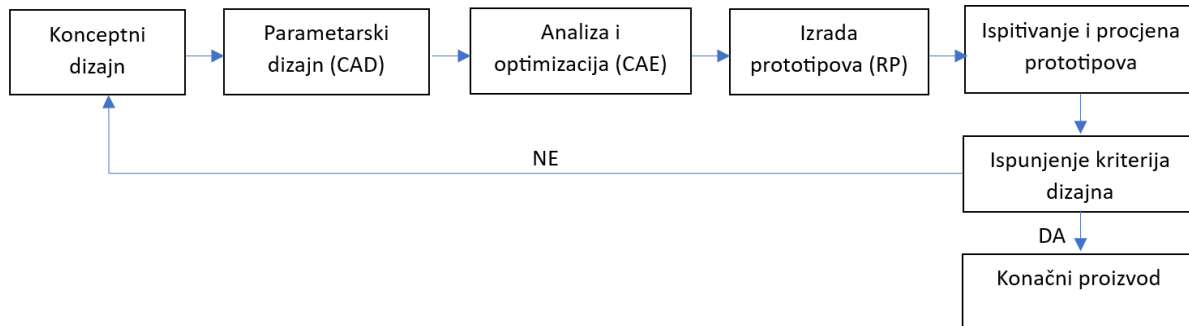 Konceptni
dizajn
Parametarski
dizajn (CAD)
Analiza i
optimizacija (CAE)
Izrada
prototipova (RP)
Ispitivanje i procjena
prototipova
NE
Ispunjenje kriterija
dizajna
DA
Konačni proizvod